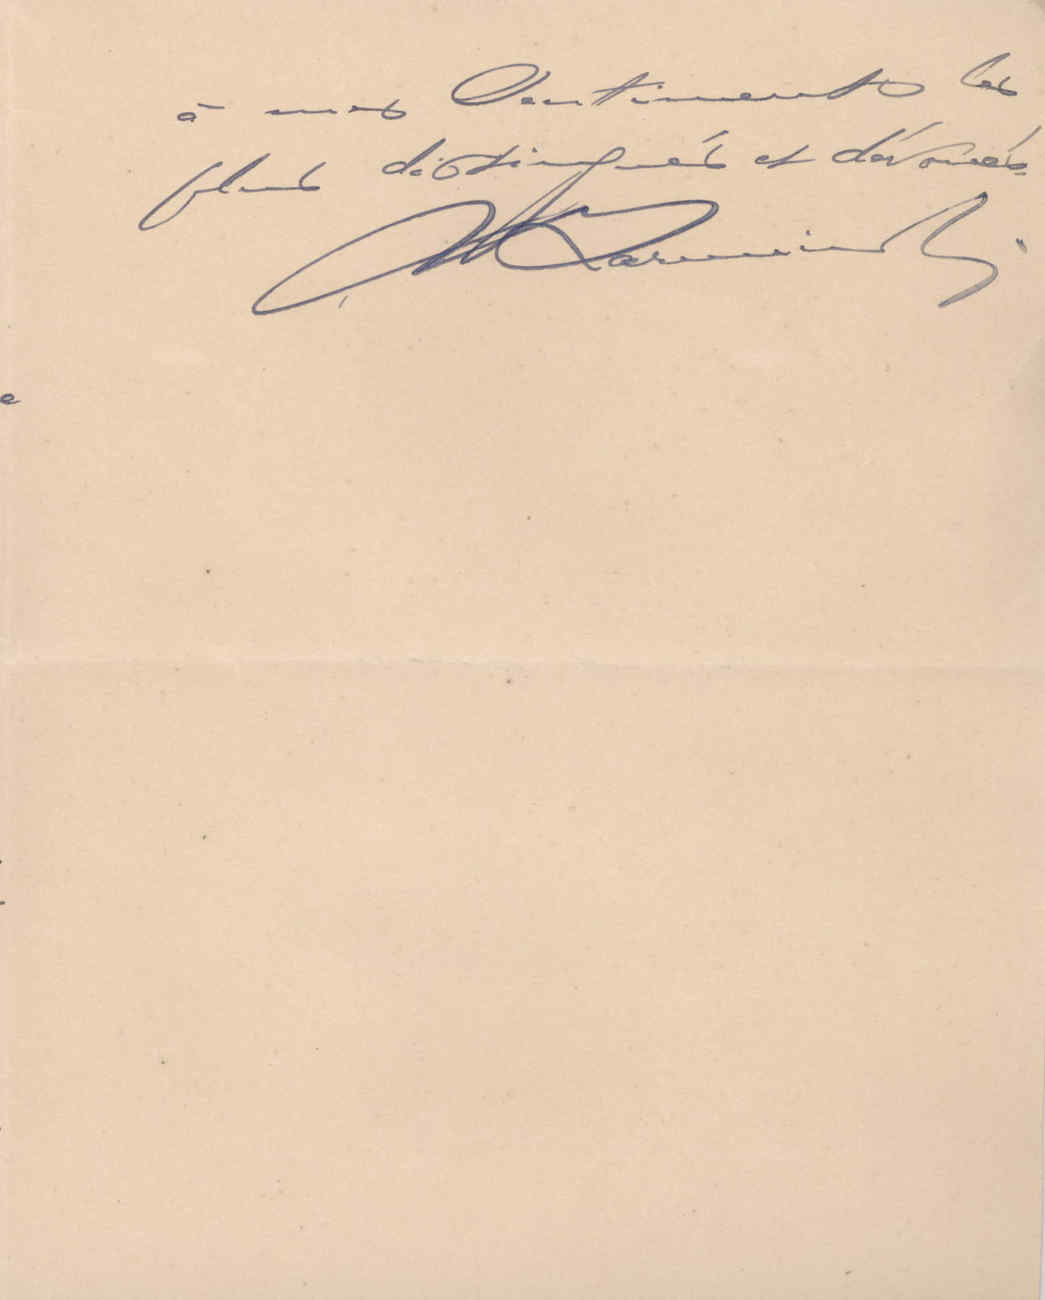 à mes Sentiments les
plus distingués et dévoués